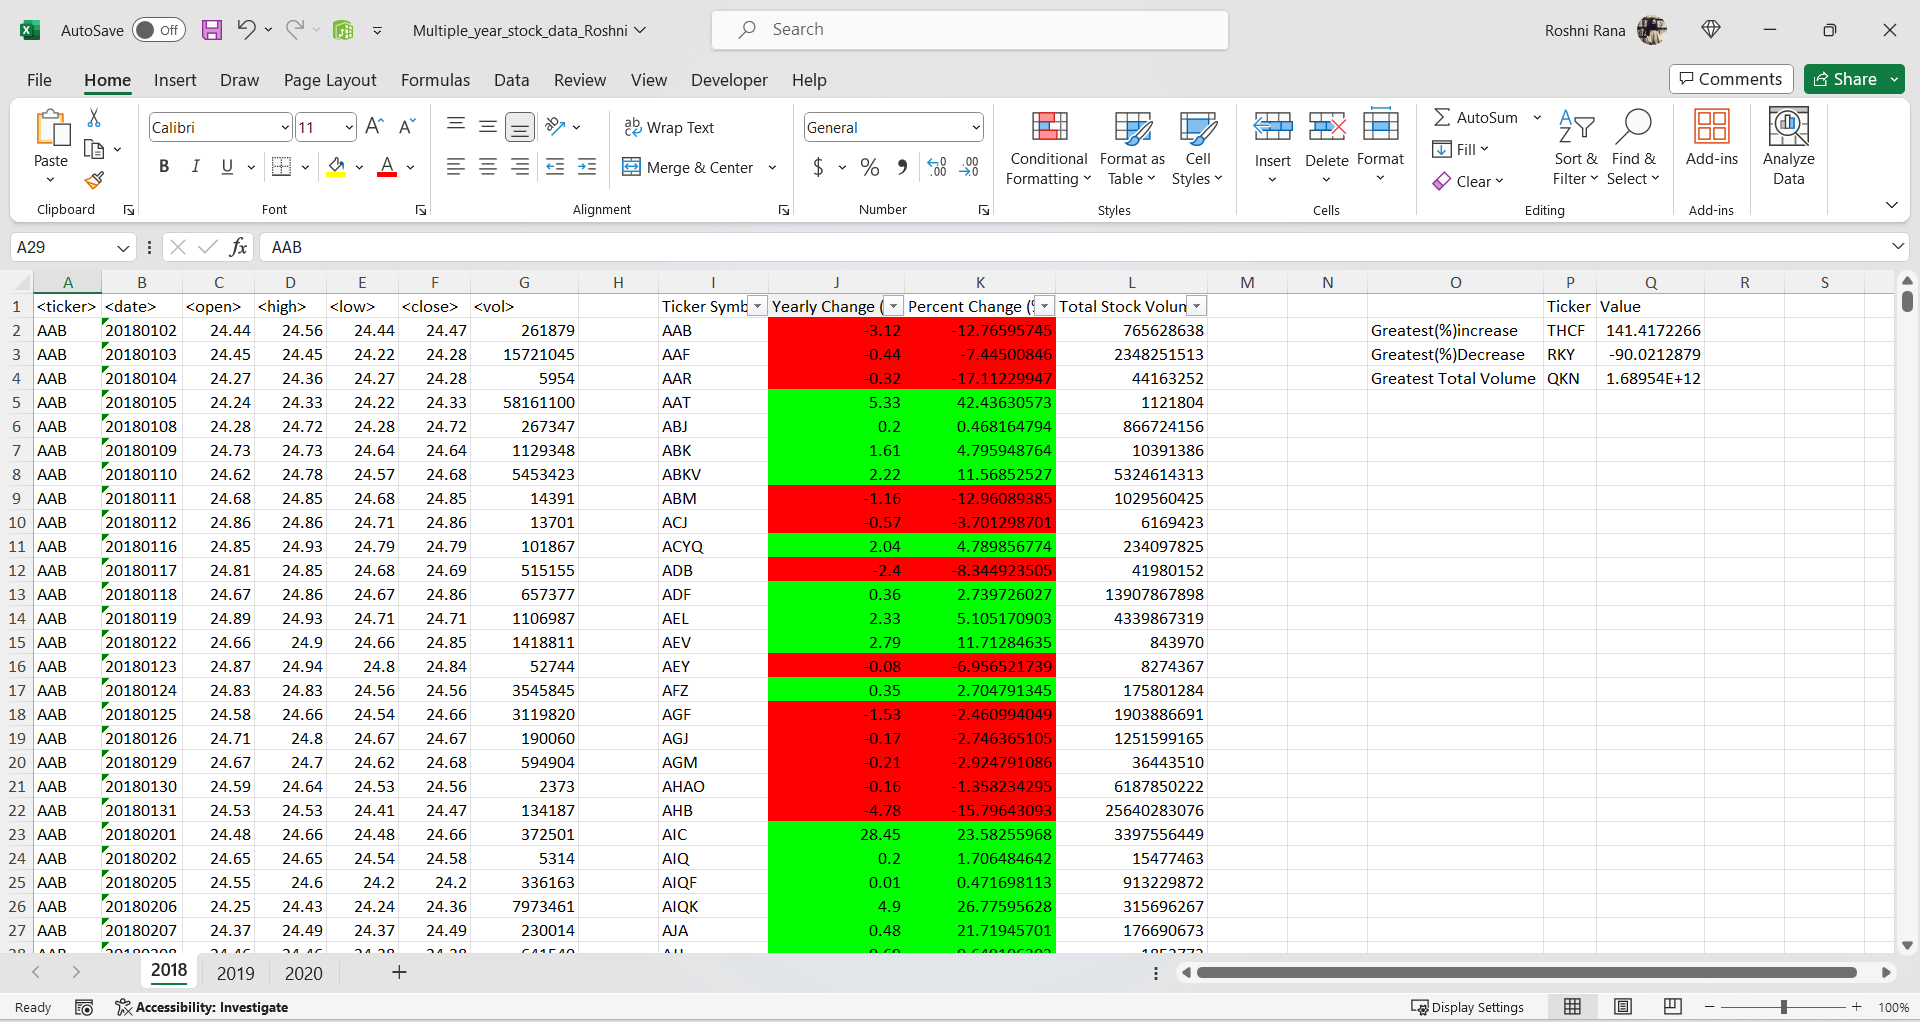 AutoSave Off Multiple_year_stock_data_Roshni Search Roshni Rana
File Home Insert Draw Page Layout Formulas Data Review View Developer Help Comments Share
Paste Calibri 11 Wrap Text General Conditional Formatting Format as Table Cell Styles Insert Delete Format AutoSum Sort & Filter Find & Select Add-ins Analyze Data
B I U Merge & Center $ % Fill Clear
Clipboard Font Alignment Number Styles Cells Editing Add-ins
A29 fx AAB
A B C D E F G H I J K L M N O P Q R S
1 <ticker> <date> <open> <high> <low> <close> <vol> Ticker Symb Yearly Change ( Percent Change ( Total Stock Volun Ticker Value
2 AAB 20180102 24.44 24.56 24.44 24.47 261879 AAB -3.12 -12.76595745 765628638 Greatest(%)increase THCF 141.4172266
3 AAB 20180103 24.45 24.45 24.22 24.28 15721045 AAF -0.44 -7.44500846 2348251513 Greatest(%)Decrease RKY -90.0212879
4 AAB 20180104 24.27 24.36 24.27 24.28 5954 AAR -0.32 -17.11229947 44163252 Greatest Total Volume QKN 1.68954E+12
5 AAB 20180105 24.24 24.33 24.22 24.33 58161100 AAT 5.33 42.43630573 1121804
6 AAB 20180108 24.28 24.72 24.28 24.72 267347 ABJ 0.2 0.468164794 866724156
7 AAB 20180109 24.73 24.73 24.64 24.64 1129348 ABK 1.61 4.795948764 10391386
8 AAB 20180110 24.62 24.78 24.57 24.68 5453423 ABKV 2.22 11.56852527 5324614313
9 AAB 20180111 24.68 24.85 24.68 24.85 14391 ABM -1.16 -12.96089385 1029560425
10 AAB 20180112 24.86 24.86 24.71 24.86 13701 ACJ -0.57 -3.701298701 6169423
11 AAB 20180116 24.85 24.93 24.79 24.79 101867 ACYQ 2.04 4.789856774 234097825
12 AAB 20180117 24.81 24.85 24.68 24.69 515155 ADB -2.4 -8.344923505 41980152
13 AAB 20180118 24.67 24.86 24.67 24.86 657377 ADF 0.36 2.739726027 13907867898
14 AAB 20180119 24.89 24.93 24.71 24.71 1106987 AEL 2.33 5.105170903 4339867319
15 AAB 20180122 24.66 24.9 24.66 24.85 1418811 AEV 2.79 11.71284635 843970
16 AAB 20180123 24.87 24.94 24.8 24.84 52744 AEY -0.08 -6.956521739 8274367
17 AAB 20180124 24.83 24.83 24.56 24.56 3545845 AFZ 0.35 2.704791345 175801284
18 AAB 20180125 24.58 24.66 24.54 24.66 3119820 AGF -1.53 -2.460994049 1903886691
19 AAB 20180126 24.71 24.8 24.67 24.67 190060 AGJ -0.17 -2.746365105 1251599165
20 AAB 20180129 24.67 24.7 24.62 24.68 594904 AGM -0.21 -2.924791086 36443510
21 AAB 20180130 24.59 24.64 24.53 24.56 2373 AHAO -0.16 -1.358234295 6187850222
22 AAB 20180131 24.53 24.53 24.41 24.47 134187 AHB -4.78 -15.79643093 25640283076
23 AAB 20180201 24.48 24.66 24.48 24.66 372501 AIC 28.45 23.58255968 3397556449
24 AAB 20180202 24.65 24.65 24.54 24.58 5314 AIQ 0.2 1.706484642 15477463
25 AAB 20180205 24.55 24.6 24.2 24.2 336163 AIQF 0.01 0.471698113 913229872
26 AAB 20180206 24.25 24.43 24.24 24.36 7973461 AIQK 4.9 26.77595628 315696267
27 AAB 20180207 24.37 24.49 24.37 24.49 230014 AJA 0.48 21.71945701 176690673
2018 2019 2020
Ready Accessibility: Investigate Display Settings 100%